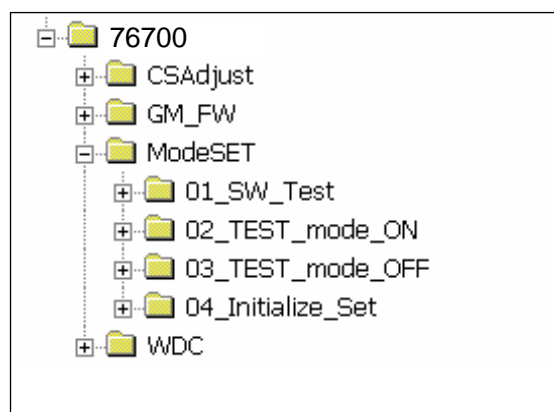 76700
CSAdjust
GM_FW
ModeSET
01_SW_Test
02_TEST_mode_ON
03_TEST_mode_OFF
04_Initialize_Set
WDC